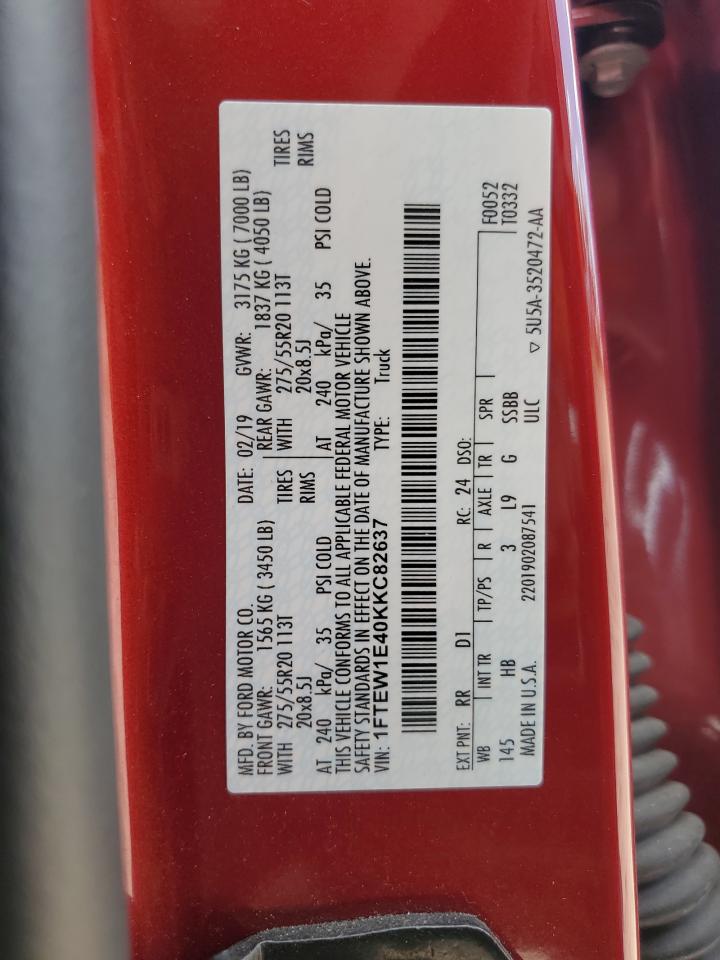 MFD. BY FORD MOTOR CO. DATE: 02/19 GVWR: 3175 KG ( 7000 LB)
FRONT GAWR: 1565 KG ( 3450 LB) REAR GAWR: 1837 KG ( 4050 LB)
WITH 275/55R20 113T TIRES WITH 275/55R20 113T TIRES
20x8.5J RIMS 20x8.5J RIMS
AT 240 kPa/ 35 PSI COLD AT 240 kPa/ 35 PSI COLD
THIS VEHICLE CONFORMS TO ALL APPLICABLE FEDERAL MOTOR VEHICLE
SAFETY STANDARDS IN EFFECT ON THE DATE OF MANUFACTURE SHOWN ABOVE.
VIN: 1FTEW1E40KKC82637 TYPE: Truck
EXT PNT: RR D1 RC: 24 DSO: F0052
WB INT TR TP/PS R AXLE TR SPR T0332
145 HB 3 L9 G SSBB
MADE IN U.S.A. 2201902087541 ULC ▽ 5U5A-3520472-AA